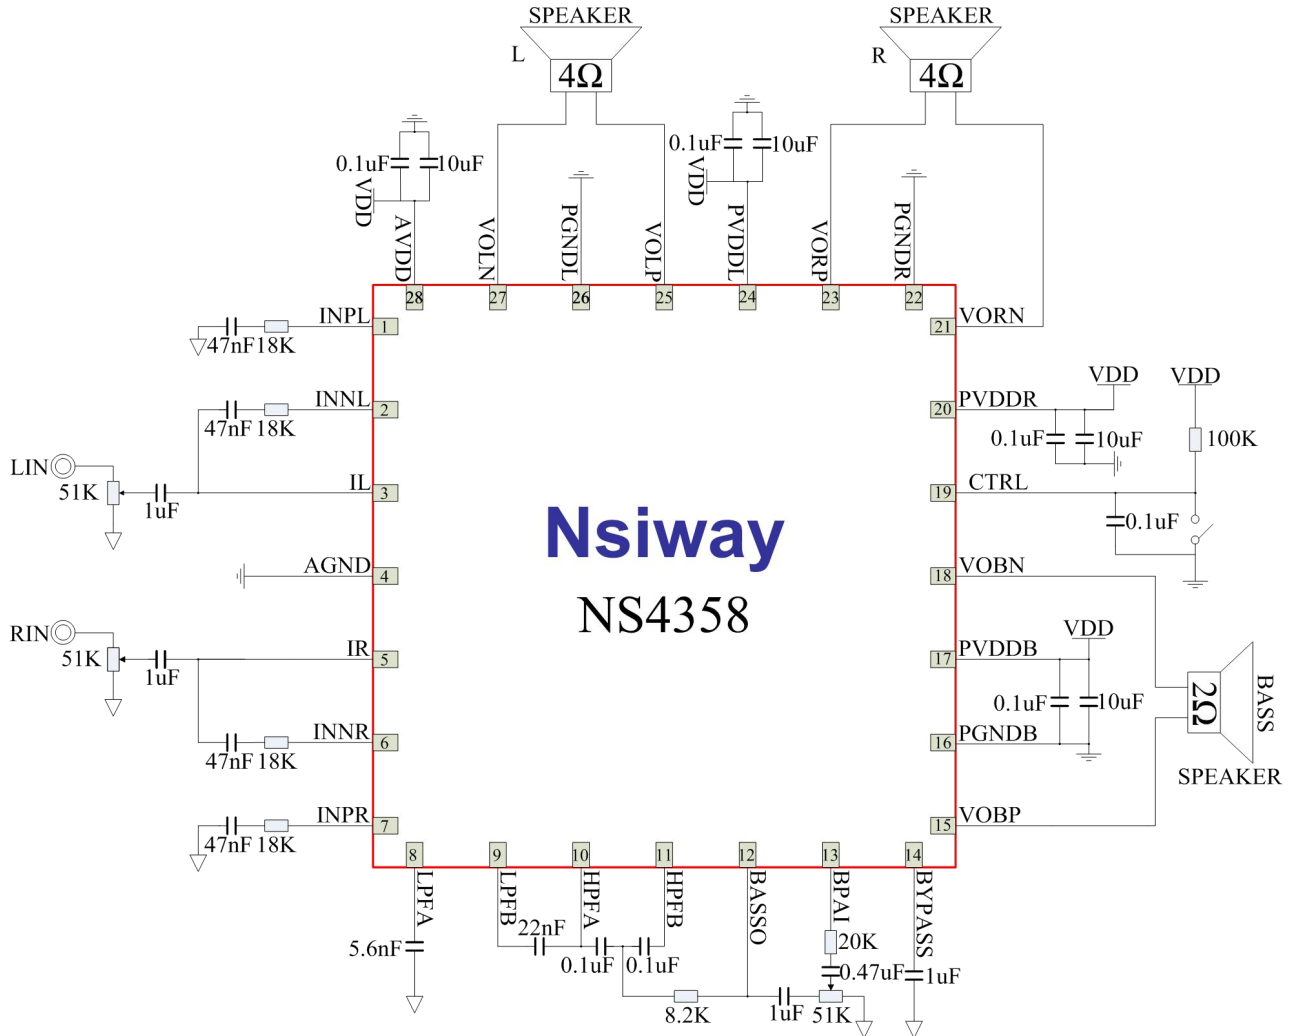 SPEAKER
SPEAKER
L
4Ω
R
4Ω
0.1uF
10uF
0.1uF
10uF
VDD
VDD
AVDD
VOLN
PGNDL
VOLP
PVDDL
VORP
PGNDR
28
27
26
25
24
23
22
INPL
1
21
VORN
47nF
18K
VDD
VDD
INNL
2
20
PVDDR
47nF
18K
0.1uF
10uF
100K
LIN
51K
1uF
IL
3
19
CTRL
0.1uF
Nsiway
NS4358
AGND
4
18
VOBN
RIN
51K
1uF
IR
5
17
PVDDB
VDD
0.1uF
10uF
2Ω
BASS
SPEAKER
INNR
6
16
PGNDB
47nF
18K
INPR
7
15
VOBP
47nF
18K
8
9
10
11
12
13
14
LPFA
LPFB
HPFA
HPFB
BASSO
BPAI
BYPASS
5.6nF
22nF
0.1uF
0.1uF
20K
0.47uF
1uF
8.2K
1uF
51K